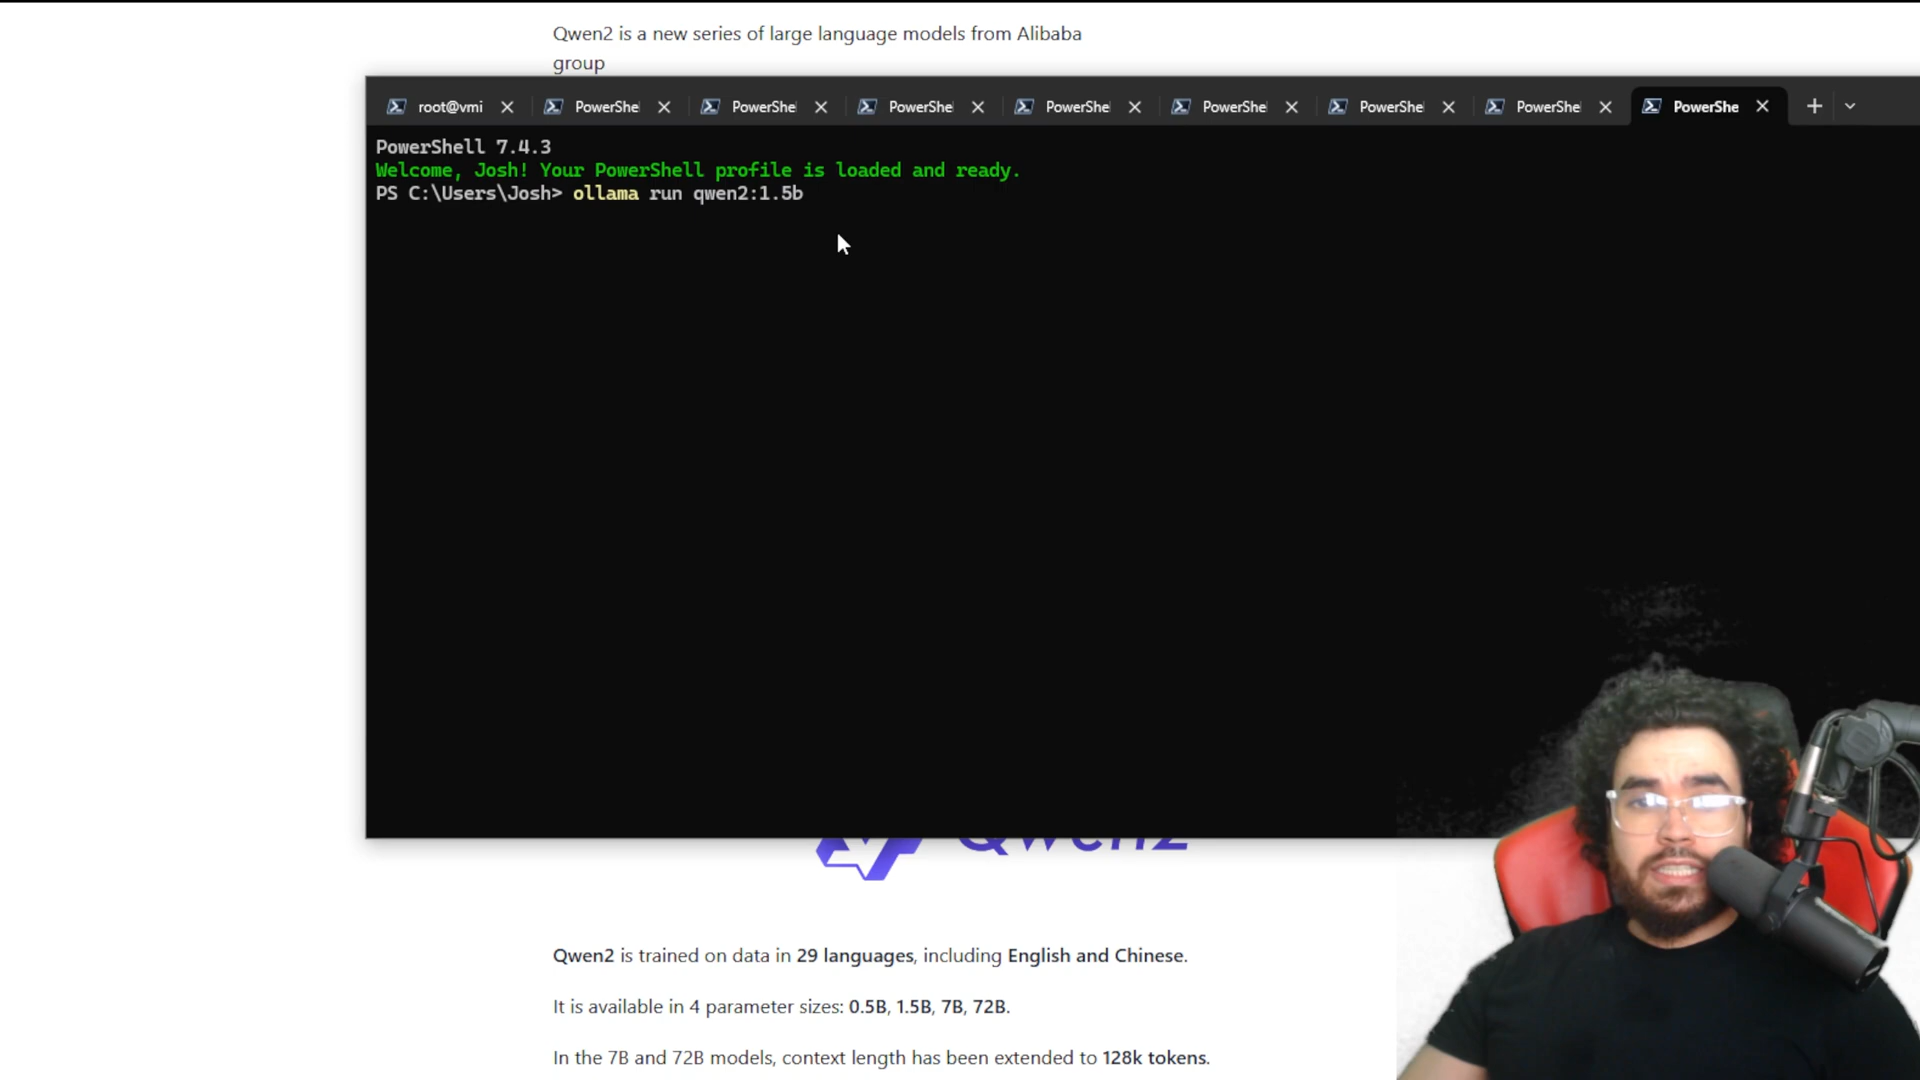 Qwen2 is a new series of large language models from Alibaba
group
root@vmi PowerShe PowerShe PowerShe PowerShe PowerShe PowerShe PowerShe PowerShe
PowerShell 7.4.3
Welcome, Josh! Your PowerShell profile is loaded and ready.
PS C:\Users\Josh> ollama run qwen2:1.5b
Qwen2
Qwen2 is trained on data in 29 languages, including English and Chinese.
It is available in 4 parameter sizes: 0.5B, 1.5B, 7B, 72B.
In the 7B and 72B models, context length has been extended to 128k tokens.